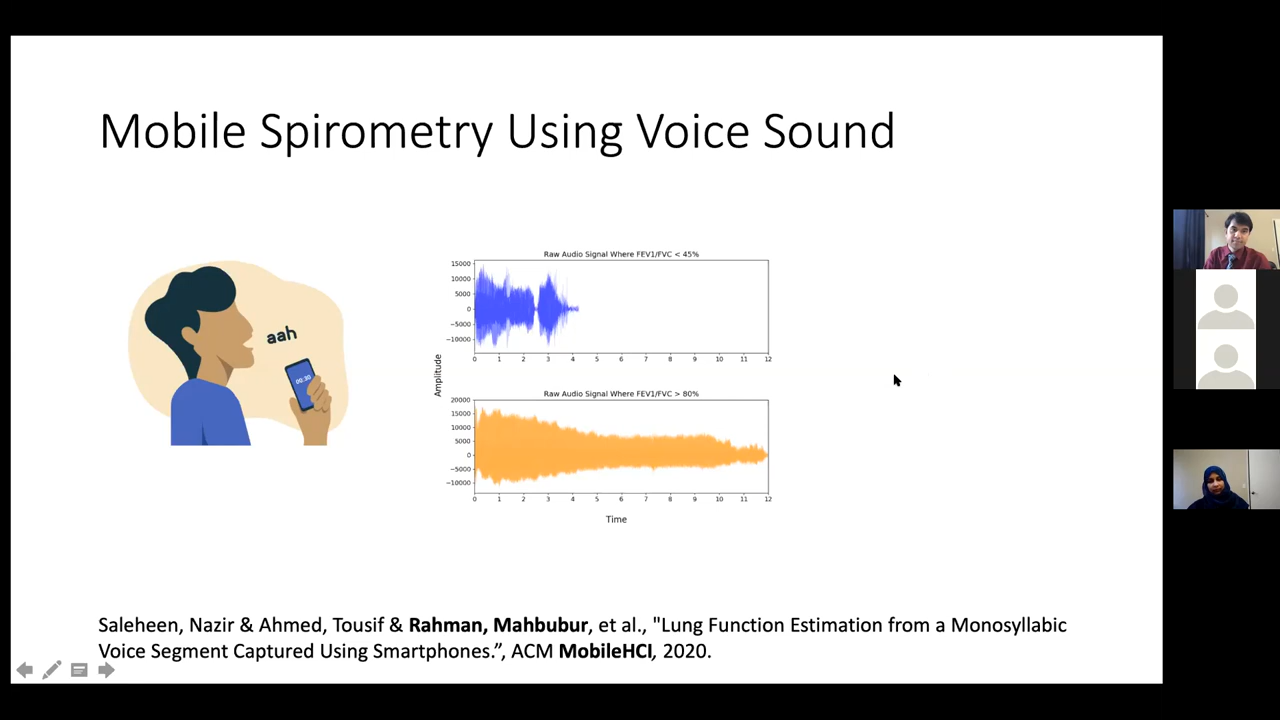 Mobile Spirometry Using Voice Sound
aah
00:30
Raw Audio Signal Where FEV1/FVC < 45%
15000
10000
5000
0
−5000
−10000
0 1 2 3 4 5 6 7 8 9 10 11 12
Amplitude
Raw Audio Signal Where FEV1/FVC > 80%
20000
15000
10000
5000
0
−5000
−10000
0 1 2 3 4 5 6 7 8 9 10 11 12
Time
Saleheen, Nazir & Ahmed, Tousif & Rahman, Mahbubur, et al., "Lung Function Estimation from a Monosyllabic
Voice Segment Captured Using Smartphones.”, ACM MobileHCI, 2020.